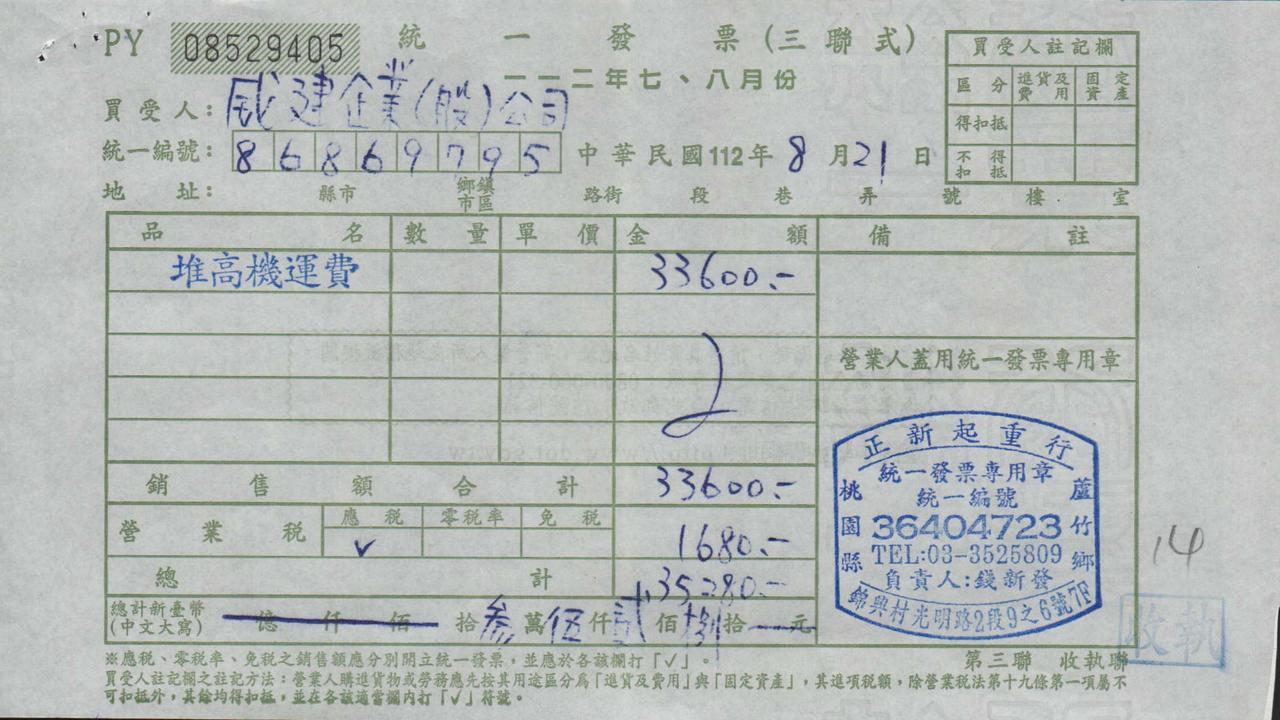 PY 08529405 統一發票(三聯式)
一一二年七、八月份
買受人註記欄
區分 進貨及費用 固定資產
得扣抵
不得扣抵
買受人: 威建企業(股)公司
統一編號: 86869795 中華民國112年8月21日
地址: 縣市 鄉鎮市區 路街 段 巷 弄 號 樓 室
品名 數量 單價 金額 備註
堆高機運費 33600.-
營業人蓋用統一發票專用章
銷售額合計 33600.-
營業稅 應稅 零稅率 免稅
✓ 1680.-
總計 35280.-
總計新臺幣(中文大寫) 億 仟 佰 拾 參 萬 伍 仟 貳 佰 捌 拾 元
正新起重行
統一發票專用章
統一編號
36404723
TEL:03-3525809
負責人:錢新發
桃園縣 蘆竹鄉
錦興村光明路2段9之6號7F
14
收執
※應稅、零稅率、免稅之銷售額應分別開立統一發票,並應於各該欄打「✓」。
第三聯 收執聯
買受人註記欄之註記方法:營業人購進貨物或勞務應先按其用途區分為「進貨及費用」與「固定資產」,其進項稅額,除營業稅法第十九條第一項屬不
可扣抵外,其餘均得扣抵,並在各該適當欄內打「✓」符號。